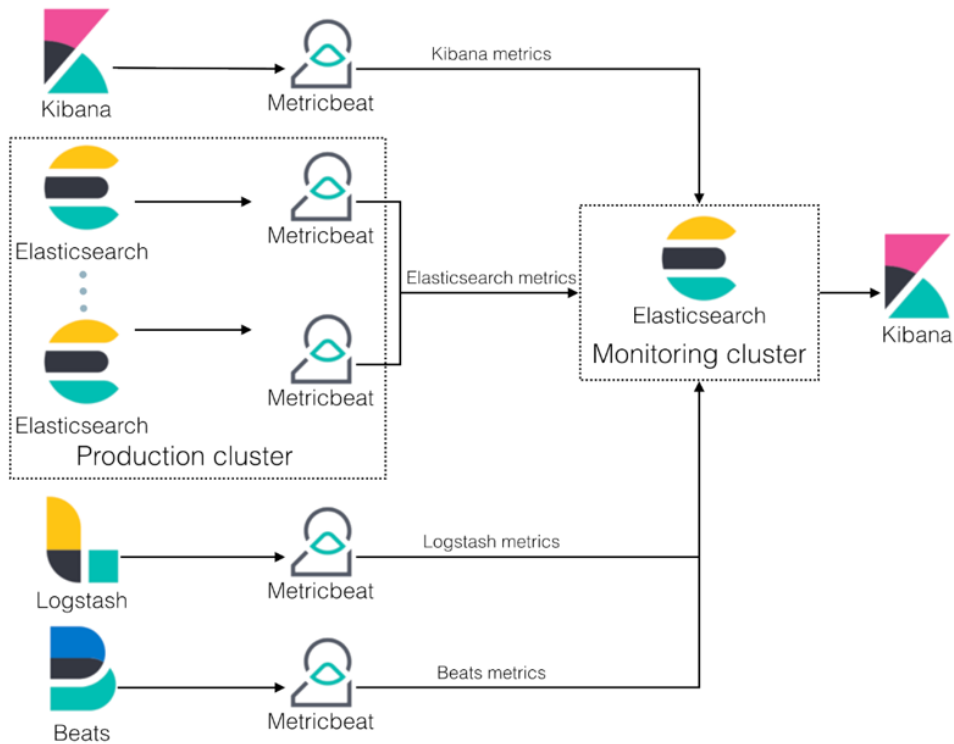 Kibana
Metricbeat
Kibana metrics
Elasticsearch
Metricbeat
Elasticsearch
Metricbeat
Production cluster
Elasticsearch metrics
Elasticsearch
Monitoring cluster
Kibana
Logstash
Metricbeat
Logstash metrics
Beats
Metricbeat
Beats metrics